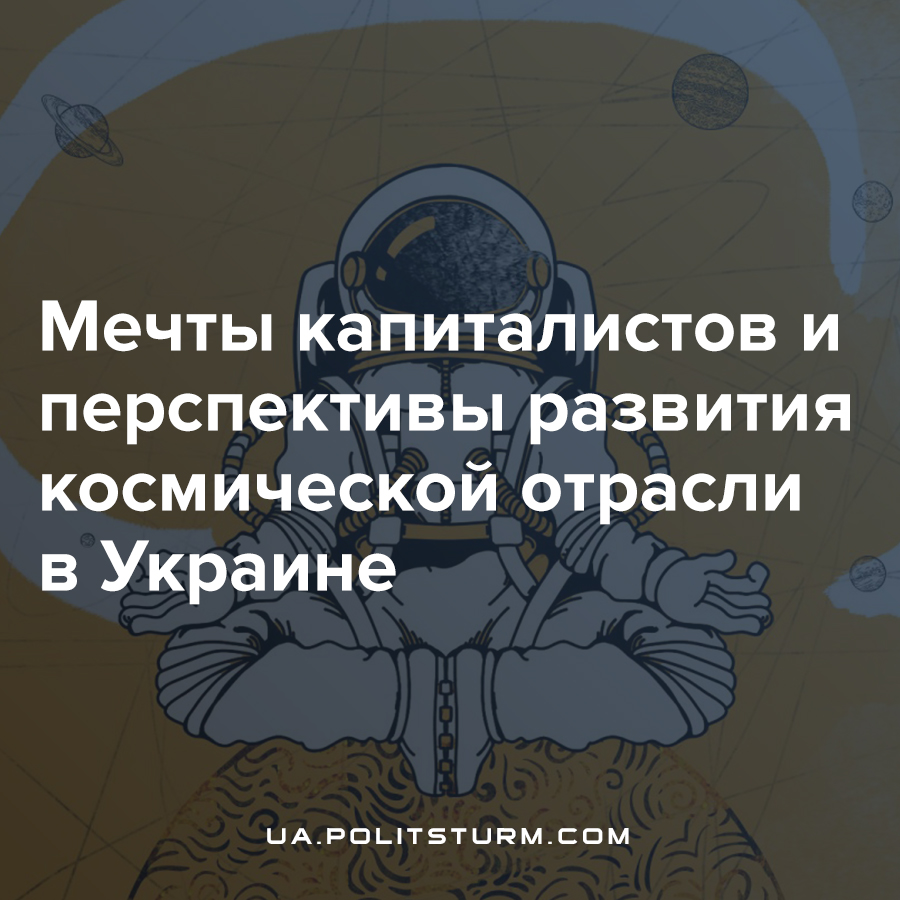 Мечты капиталистов и
перспективы развития
космической отрасли
в Украине
UA.POLITSTURM.COM